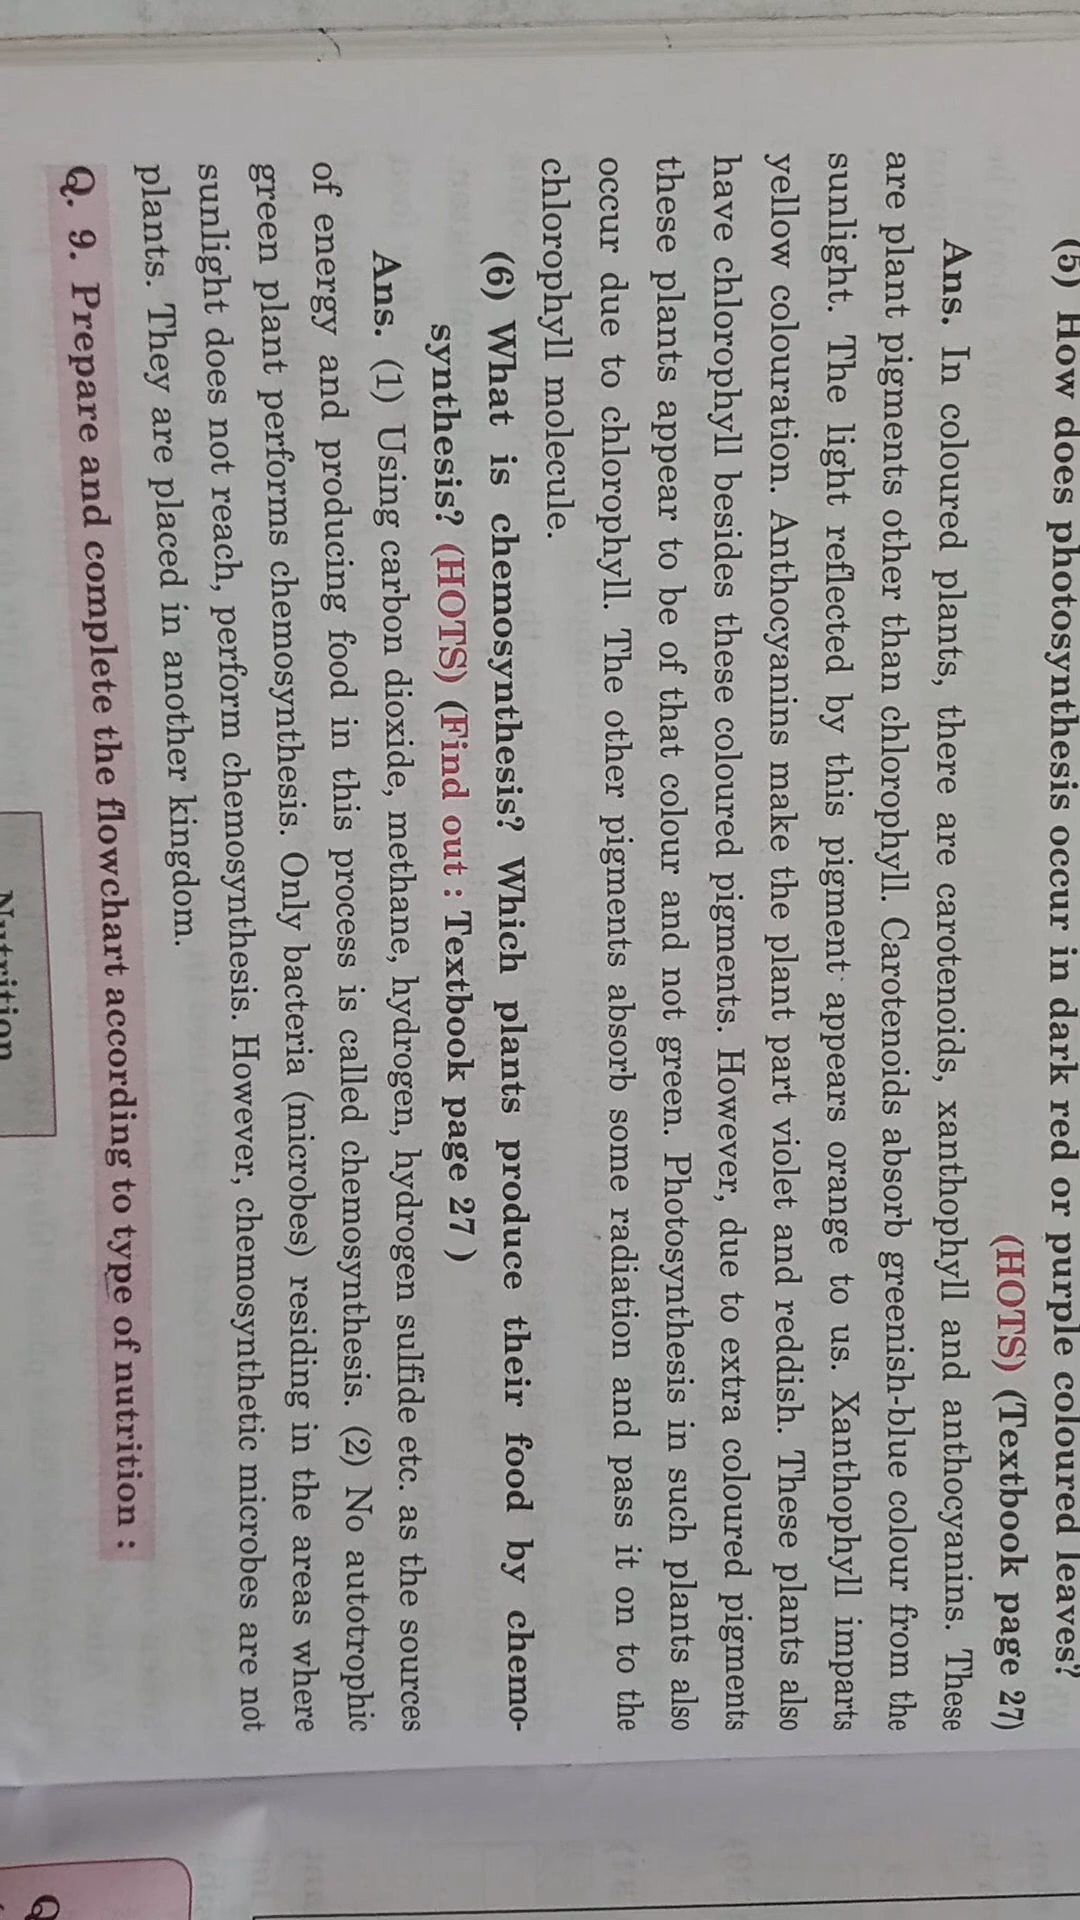 (5) How does photosynthesis occur in dark red or purple coloured leaves?
(HOTS) (Textbook page 27)
Ans. In coloured plants, there are carotenoids, xanthophyll and anthocyanins. These
are plant pigments other than chlorophyll. Carotenoids absorb greenish-blue colour from the
sunlight. The light reflected by this pigment appears orange to us. Xanthophyll imparts
yellow colouration. Anthocyanins make the plant part violet and reddish. These plants also
have chlorophyll besides these coloured pigments. However, due to extra coloured pigments
these plants appear to be of that colour and not green. Photosynthesis in such plants also
occur due to chlorophyll. The other pigments absorb some radiation and pass it on to the
chlorophyll molecule.
(6) What is chemosynthesis? Which plants produce their food by chemo-
synthesis? (HOTS) (Find out : Textbook page 27)
Ans. (1) Using carbon dioxide, methane, hydrogen, hydrogen sulfide etc. as the sources
of energy and producing food in this process is called chemosynthesis. (2) No autotrophic
green plant performs chemosynthesis. Only bacteria (microbes) residing in the areas where
sunlight does not reach, perform chemosynthesis. However, chemosynthetic microbes are not
plants. They are placed in another kingdom.
Q. 9. Prepare and complete the flowchart according to type of nutrition :
Nutrition
Q